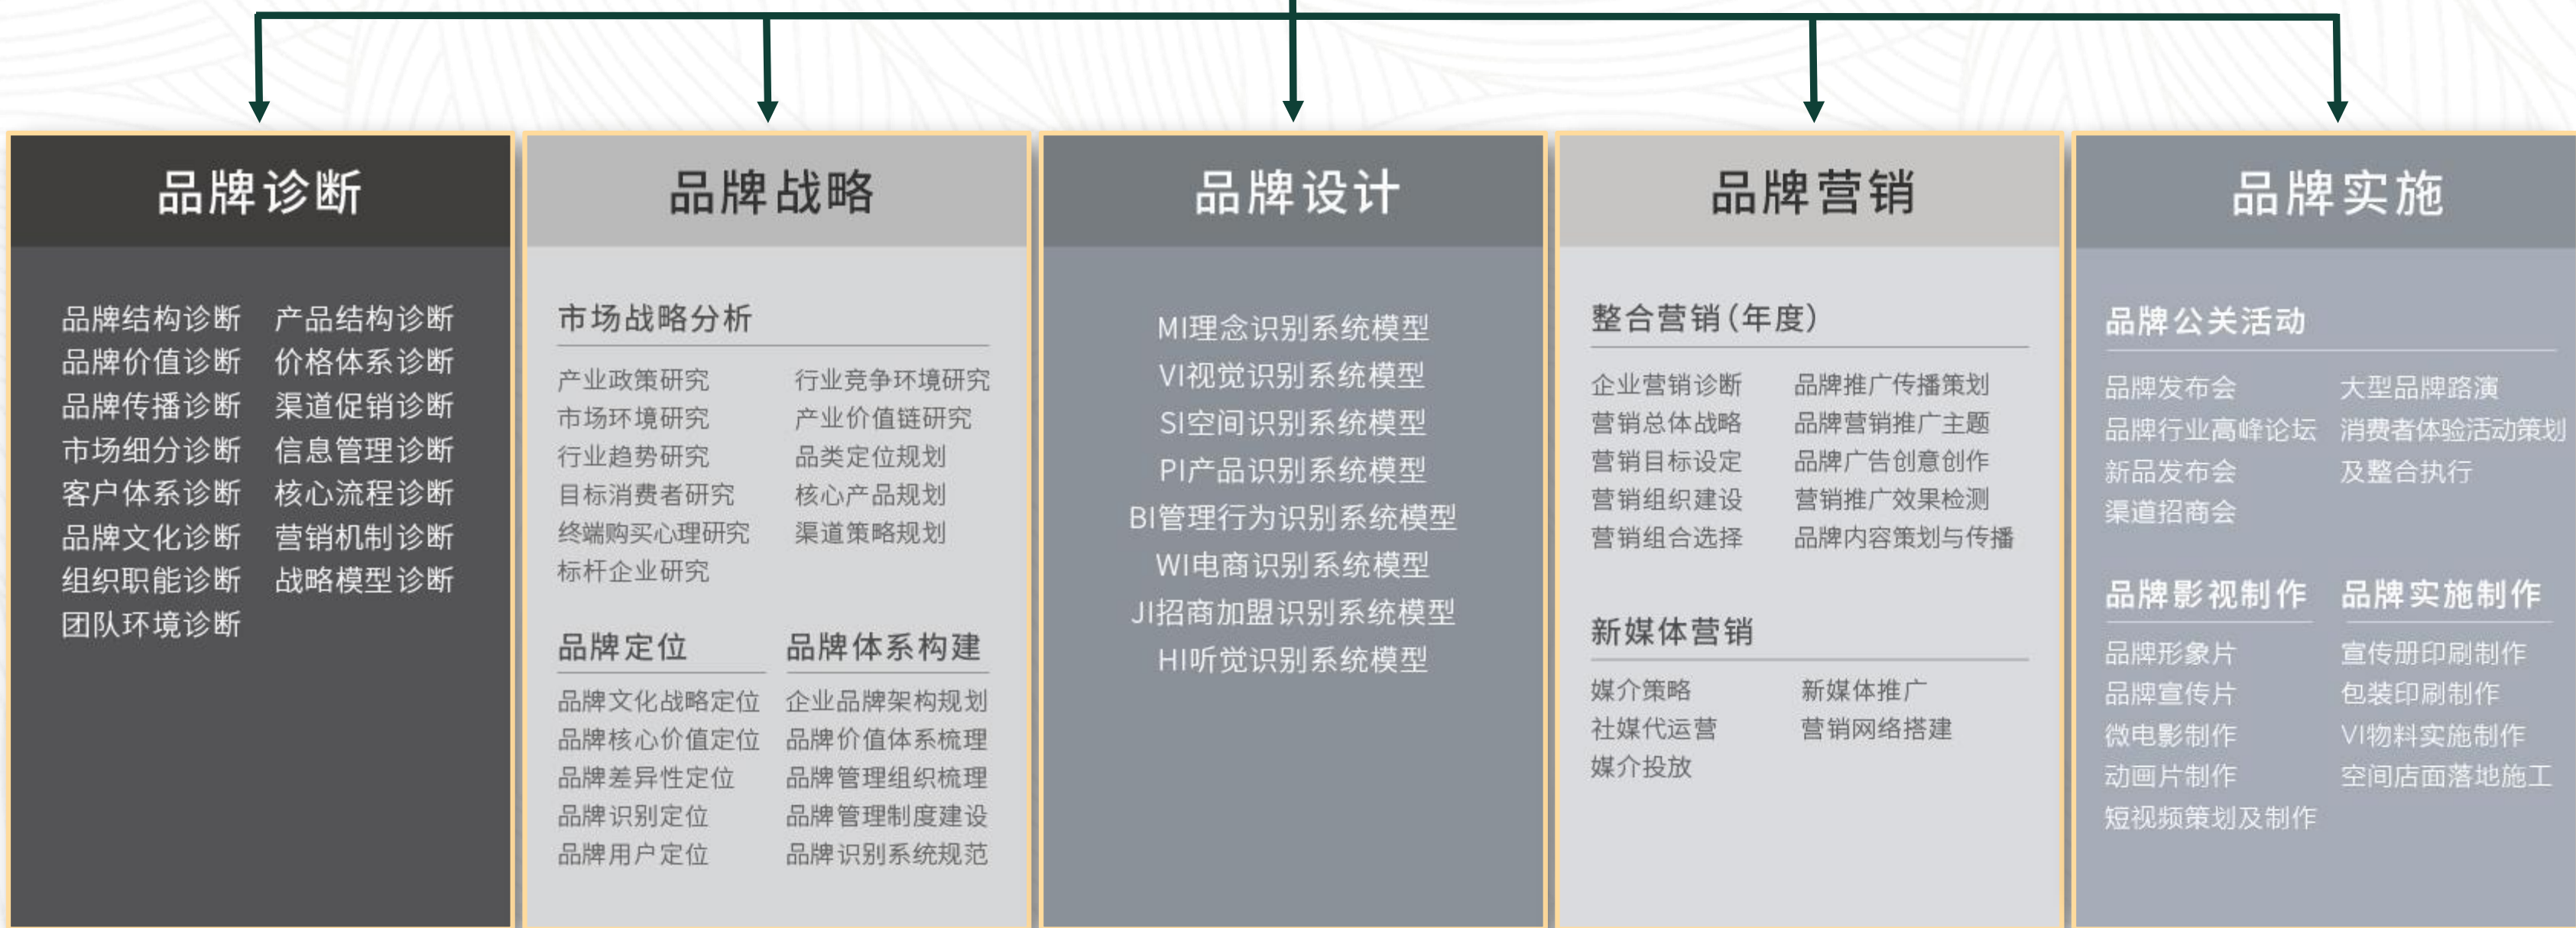 品牌诊断
品牌结构诊断 产品结构诊断
品牌价值诊断 价格体系诊断
品牌传播诊断 渠道促销诊断
市场细分诊断 信息管理诊断
客户体系诊断 核心流程诊断
品牌文化诊断 营销机制诊断
组织职能诊断 战略模型诊断
团队环境诊断
品牌战略
市场战略分析
产业政策研究 行业竞争环境研究
市场环境研究 产业价值链研究
行业趋势研究 品类定位规划
目标消费者研究 核心产品规划
终端购买心理研究 渠道策略规划
标杆企业研究
品牌定位 品牌体系构建
品牌文化战略定位 企业品牌架构规划
品牌核心价值定位 品牌价值体系梳理
品牌差异性定位 品牌管理组织梳理
品牌识别定位 品牌管理制度建设
品牌用户定位 品牌识别系统规范
品牌设计
MI理念识别系统模型
VI视觉识别系统模型
SI空间识别系统模型
PI产品识别系统模型
BI管理行为识别系统模型
WI电商识别系统模型
JI招商加盟识别系统模型
HI听觉识别系统模型
品牌营销
整合营销(年度)
企业营销诊断 品牌推广传播策划
营销总体战略 品牌营销推广主题
营销目标设定 品牌广告创意创作
营销组织建设 营销推广效果检测
营销组合选择 品牌内容策划与传播
新媒体营销
媒介策略 新媒体推广
社媒代运营 营销网络搭建
媒介投放
品牌实施
品牌公关活动
品牌发布会 大型品牌路演
品牌行业高峰论坛 消费者体验活动策划
新品发布会 及整合执行
渠道招商会
品牌影视制作 品牌实施制作
品牌形象片 宣传册印刷制作
品牌宣传片 包装印刷制作
微电影制作 VI物料实施制作
动画片制作 空间店面落地施工
短视频策划及制作